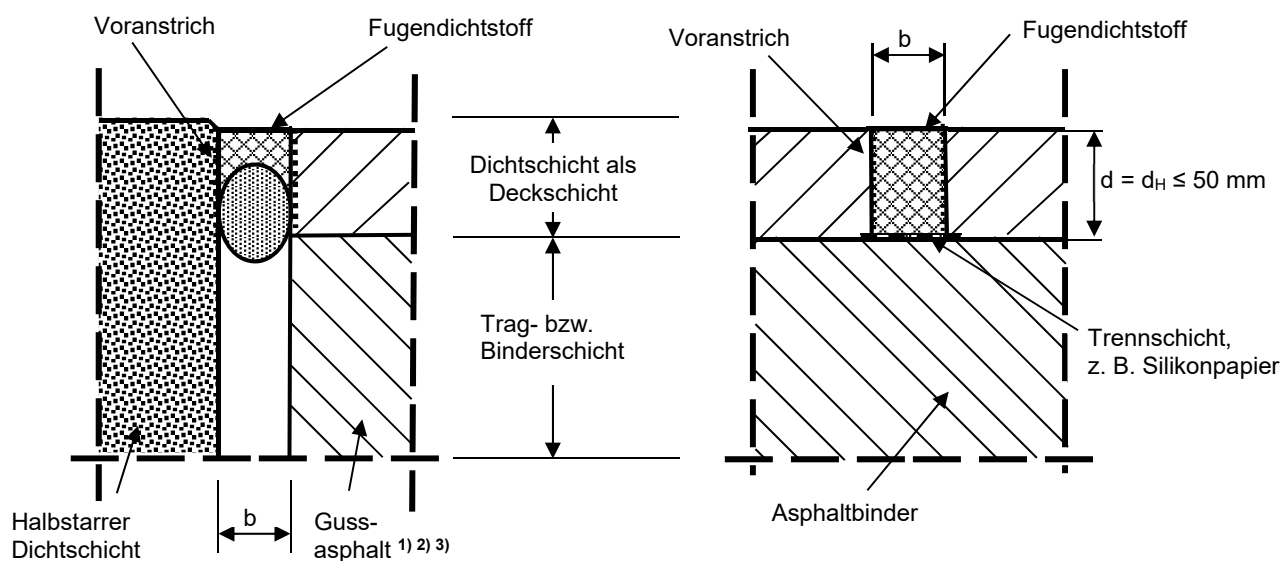 Voranstrich
Fugendichtstoff
Dichtschicht als
Deckschicht
Trag- bzw.
Binderschicht
Halbstarrer
Dichtschicht
b
Guss-
asphalt 1) 2) 3)
Voranstrich
b
Fugendichtstoff
d = dH ≤ 50 mm
Trennschicht,
z. B. Silikonpapier
Asphaltbinder